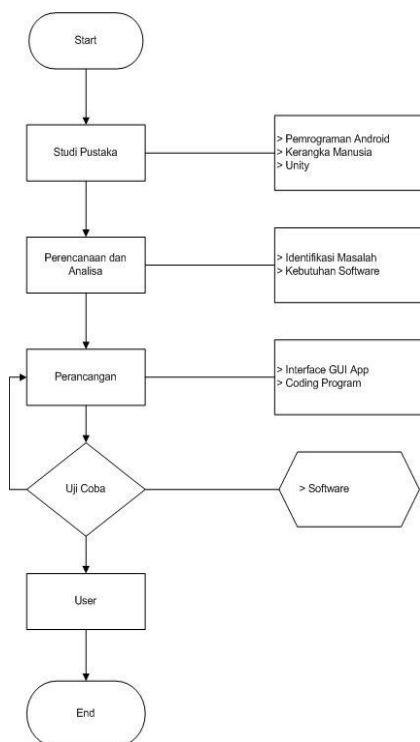 Start
Studi Pustaka
> Pemrograman Android
> Kerangka Manusia
> Unity
Perencanaan dan
Analisa
> Identifikasi Masalah
> Kebutuhan Software
Perancangan
> Interface GUI App
> Coding Program
Uji Coba
> Software
User
End